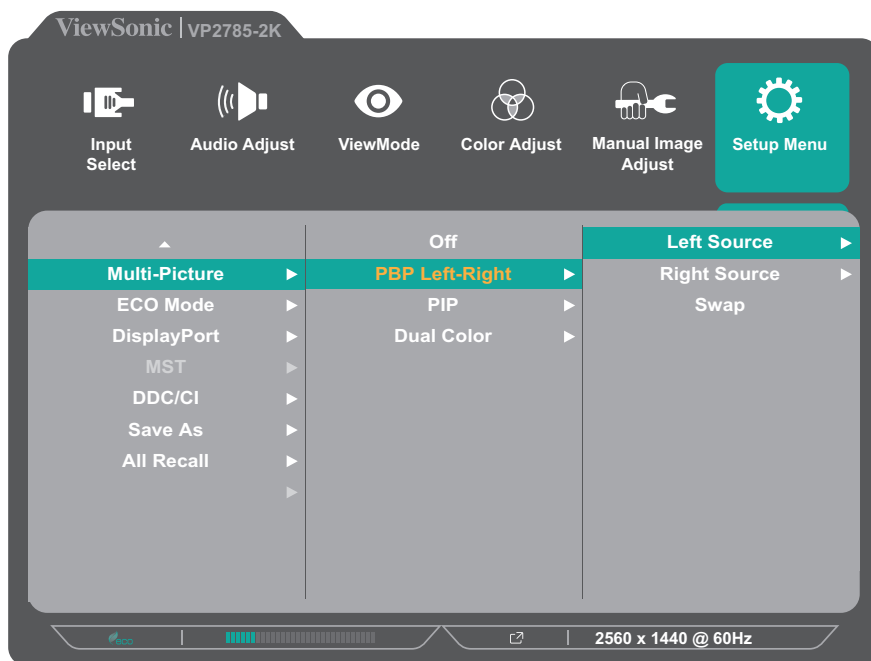 ViewSonic | VP2785-2K
Input Select
Audio Adjust
ViewMode
Color Adjust
Manual Image Adjust
Setup Menu
Multi-Picture
ECO Mode
DisplayPort
MST
DDC/CI
Save As
All Recall
Off
PBP Left-Right
PIP
Dual Color
Left Source
Right Source
Swap
eco
2560 x 1440 @ 60Hz